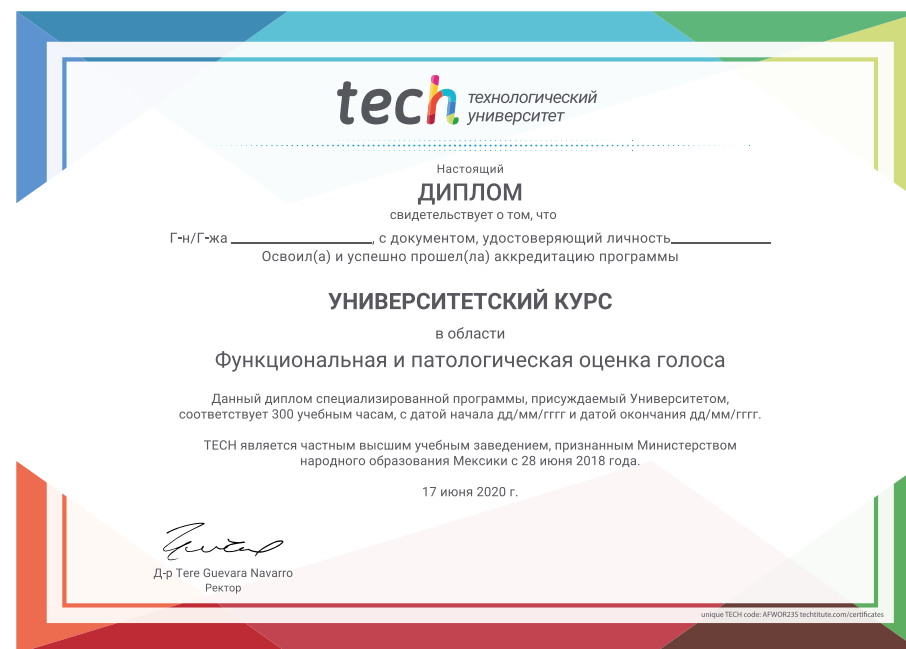 tech технологический
университет
Настоящий
ДИПЛОМ
свидетельствует о том, что
Г-н/Г-жа _______________, с документом, удостоверяющий личность___________
Освоил(а) и успешно прошел(ла) аккредитацию программы
УНИВЕРСИТЕТСКИЙ КУРС
в области
Функциональная и патологическая оценка голоса
Данный диплом специализированной программы, присуждаемый Университетом,
соответствует 300 учебным часам, с датой начала дд/мм/гггг и датой окончания дд/мм/гггг.
TECH является частным высшим учебным заведением, признанным Министерством
народного образования Мексики с 28 июня 2018 года.
17 июня 2020 г.
Д-р Tere Guevara Navarro
Ректор
unique TECH code: AFWOR23S techtitute.com/certificates